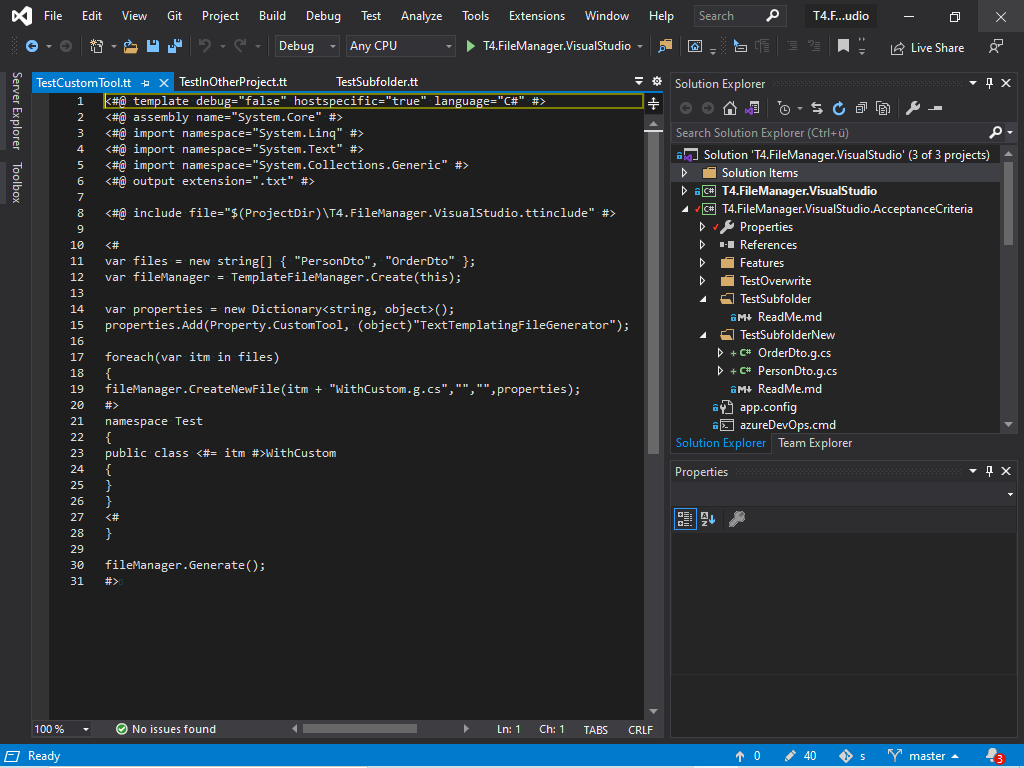 File Edit View Git Project Build Debug Test Analyze Tools Extensions Window Help Search T4.F...udio
Debug Any CPU T4.FileManager.VisualStudio Live Share
Server Explorer
Toolbox
TestCustomTool.tt TestInOtherProject.tt TestSubfolder.tt
1 <#@ template debug="false" hostspecific="true" language="C#" #>
2 <#@ assembly name="System.Core" #>
3 <#@ import namespace="System.Linq" #>
4 <#@ import namespace="System.Text" #>
5 <#@ import namespace="System.Collections.Generic" #>
6 <#@ output extension=".txt" #>
7
8 <#@ include file="$(ProjectDir)\T4.FileManager.VisualStudio.ttinclude" #>
9
10 <#
11 var files = new string[] { "PersonDto", "OrderDto" };
12 var fileManager = TemplateFileManager.Create(this);
13
14 var properties = new Dictionary<string, object>();
15 properties.Add(Property.CustomTool, (object)"TextTemplatingFileGenerator");
16
17 foreach(var itm in files)
18 {
19 fileManager.CreateNewFile(itm + "WithCustom.g.cs","","",properties);
20 #>
21 namespace Test
22 {
23 public class <#= itm #>WithCustom
24 {
25 }
26 }
27 <#
28 }
29
30 fileManager.Generate();
31 #>
100 % No issues found Ln: 1 Ch: 1 TABS CRLF
Solution Explorer
Search Solution Explorer (Ctrl+ü)
Solution 'T4.FileManager.VisualStudio' (3 of 3 projects)
Solution Items
C# T4.FileManager.VisualStudio
C# T4.FileManager.VisualStudio.AcceptanceCriteria
Properties
References
Features
TestOverwrite
TestSubfolder
M↓ ReadMe.md
TestSubfolderNew
+ C# OrderDto.g.cs
+ C# PersonDto.g.cs
M↓ ReadMe.md
app.config
azureDevOps.cmd
Solution Explorer Team Explorer
Properties
Ready 0 40 s master 3